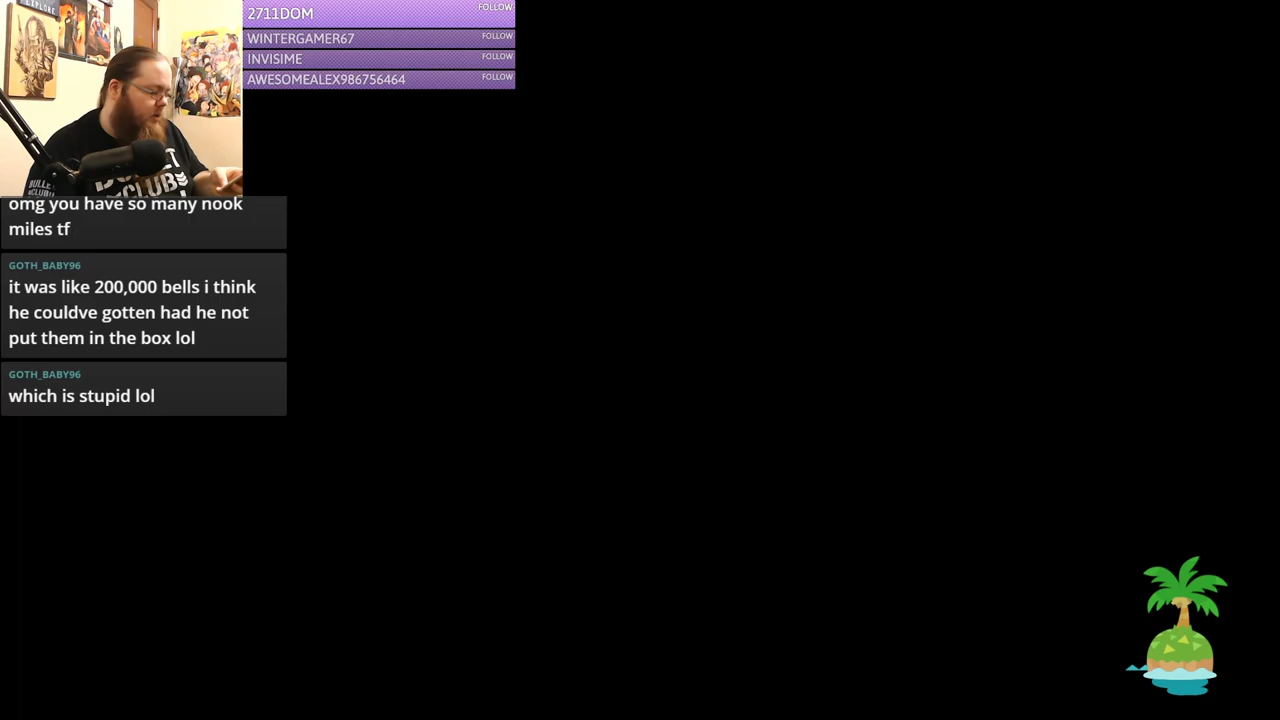 EXPLORE
2711DOM FOLLOW
WINTERGAMER67 FOLLOW
INVISIME FOLLOW
AWESOMEALEX986756464 FOLLOW
CLUB
omg you have so many nook
miles tf
GOTH_BABY96
it was like 200,000 bells i think
he couldve gotten had he not
put them in the box lol
GOTH_BABY96
which is stupid lol